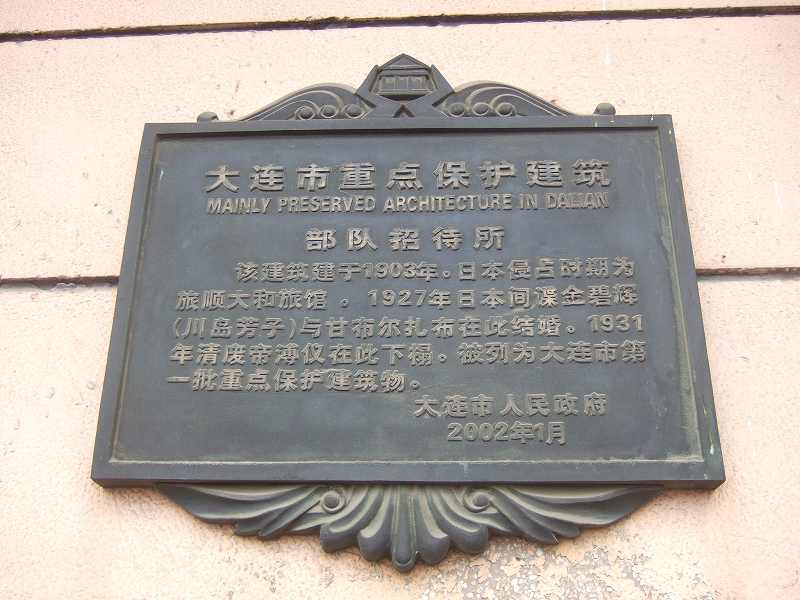 大连市重点保护建筑
MAINLY PRESERVED ARCHITECTURE IN DALIAN
部队招待所
该建筑建于1903年。日本侵占时期为
旅顺大和旅馆。1927年日本间谍金碧辉
(川岛芳子)与甘布尔扎布在此结婚。1931
年清废帝溥仪在此下榻。被列为大连市第
一批重点保护建筑物。
大连市人民政府
2002年1月